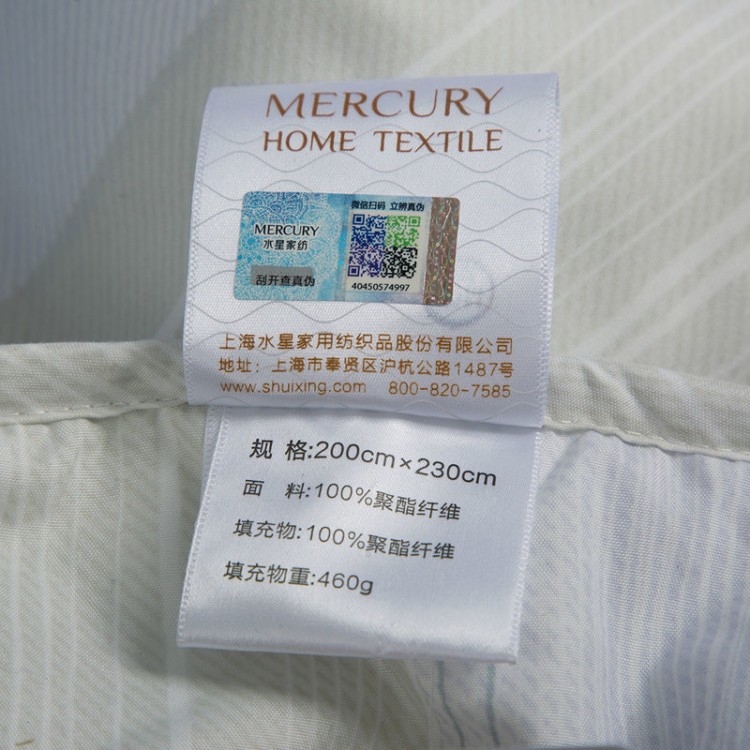 MERCURY
HOME TEXTILE
微信扫码 立辨真伪
MERCURY
水星家纺
刮开查真伪
40450574997
上海水星家用纺织品股份有限公司
地址：上海市奉贤区沪杭公路1487号
www.shuixing.com 800-820-7585
规 格:200cm×230cm
面 料:100%聚酯纤维
填充物:100%聚酯纤维
填充物重:460g